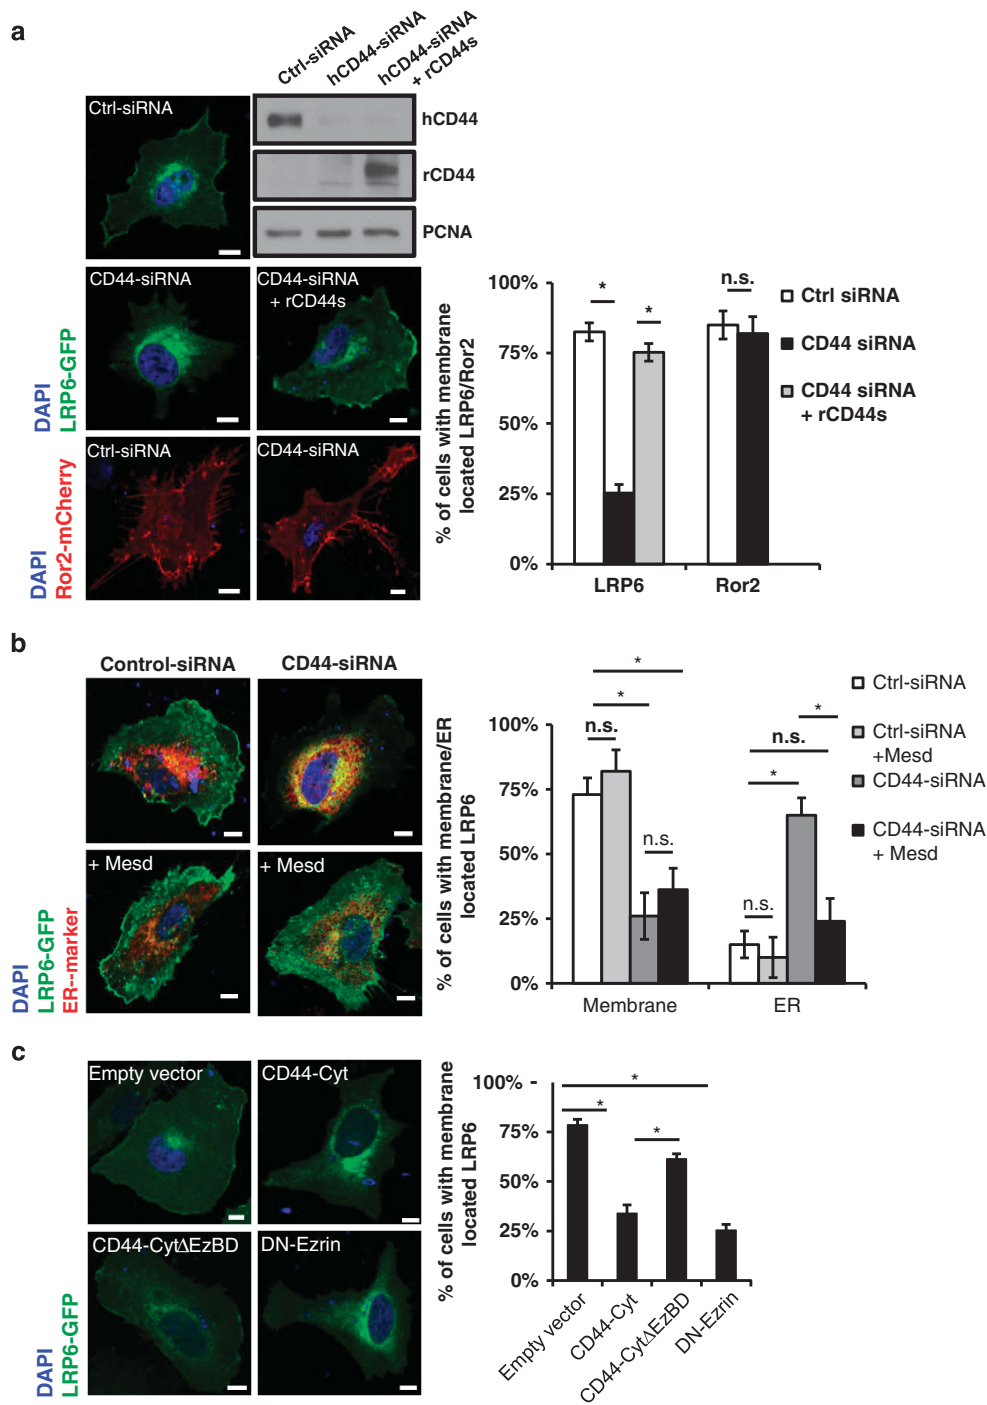 a
Ctrl-siRNA
hCD44-siRNA
hCD44-siRNA
+ rCD44s
Ctrl-siRNA
hCD44
rCD44
PCNA
CD44-siRNA
CD44-siRNA
+ rCD44s
DAPI
LRP6-GFP
Ctrl-siRNA
CD44-siRNA
DAPI
Ror2-mCherry
% of cells with membrane
located LRP6/Ror2
100%
75%
50%
25%
0%
*
*
n.s.
LRP6
Ror2
Ctrl siRNA
CD44 siRNA
CD44 siRNA
+ rCD44s
b
Control-siRNA
CD44-siRNA
+ Mesd
+ Mesd
DAPI
LRP6-GFP
ER--marker
% of cells with membrane/ER
located LRP6
100%
75%
50%
25%
0%
*
*
n.s.
n.s.
n.s.
*
n.s.
*
Membrane
ER
Ctrl-siRNA
Ctrl-siRNA
+Mesd
CD44-siRNA
CD44-siRNA
+ Mesd
c
Empty vector
CD44-Cyt
CD44-CytΔEzBD
DN-Ezrin
DAPI
LRP6-GFP
% of cells with membrane
located LRP6
100%
75%
50%
25%
0%
*
*
*
Empty vector
CD44-Cyt
CD44-CytΔEzBD
DN-Ezrin